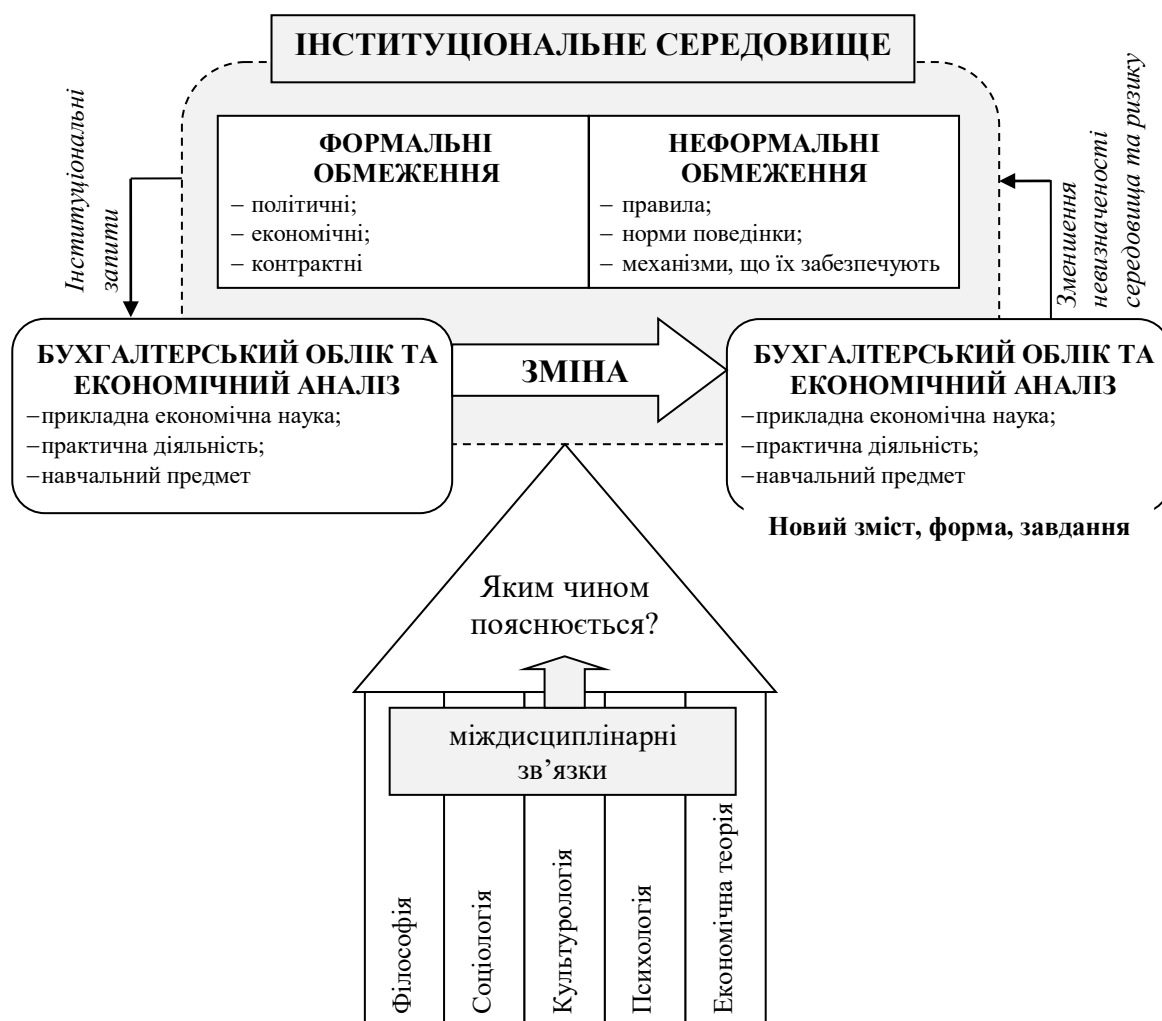 ІНСТИТУЦІОНАЛЬНЕ СЕРЕДОВИЩЕ
Інституціональні
запити
ФОРМАЛЬНІ
ОБМЕЖЕННЯ
– політичні;
– економічні;
– контрактні
НЕФОРМАЛЬНІ
ОБМЕЖЕННЯ
– правила;
– норми поведінки;
– механізми, що їх забезпечують
Зменшення
невизначеності
середовища та ризику
БУХГАЛТЕРСЬКИЙ ОБЛІК ТА
ЕКОНОМІЧНИЙ АНАЛІЗ
–прикладна економічна наука;
–практична діяльність;
–навчальний предмет
ЗМІНА
БУХГАЛТЕРСЬКИЙ ОБЛІК ТА
ЕКОНОМІЧНИЙ АНАЛІЗ
–прикладна економічна наука;
–практична діяльність;
–навчальний предмет
Новий зміст, форма, завдання
Яким чином
пояснюється?
міждисциплінарні
зв’язки
Філософія
Соціологія
Культурологія
Психологія
Економічна теорія